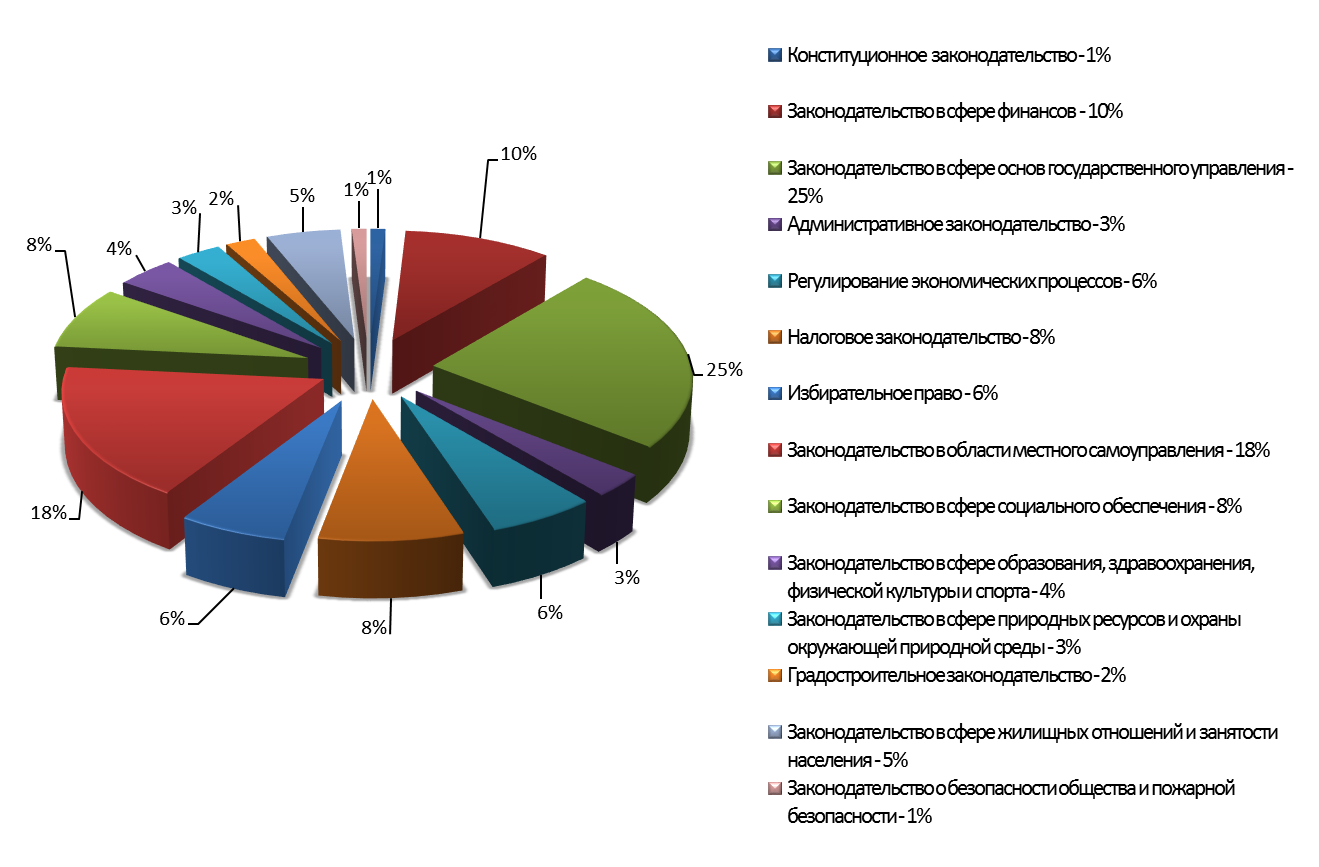 10%
1%
1%
5%
2%
3%
4%
8%
25%
18%
3%
6%
6%
8%
Конституционное законодательство - 1%
Законодательство в сфере финансов - 10%
Законодательство в сфере основ государственного управления -
25%
Административное законодательство - 3%
Регулирование экономических процессов - 6%
Налоговое законодательство - 8%
Избирательное право - 6%
Законодательство в области местного самоуправления - 18%
Законодательство в сфере социального обеспечения - 8%
Законодательство в сфере образования, здравоохранения,
физической культуры и спорта - 4%
Законодательство в сфере природных ресурсов и охраны
окружающей природной среды - 3%
Градостроительное законодательство - 2%
Законодательство в сфере жилищных отношений и занятости
населения - 5%
Законодательство о безопасности общества и пожарной
безопасности - 1%